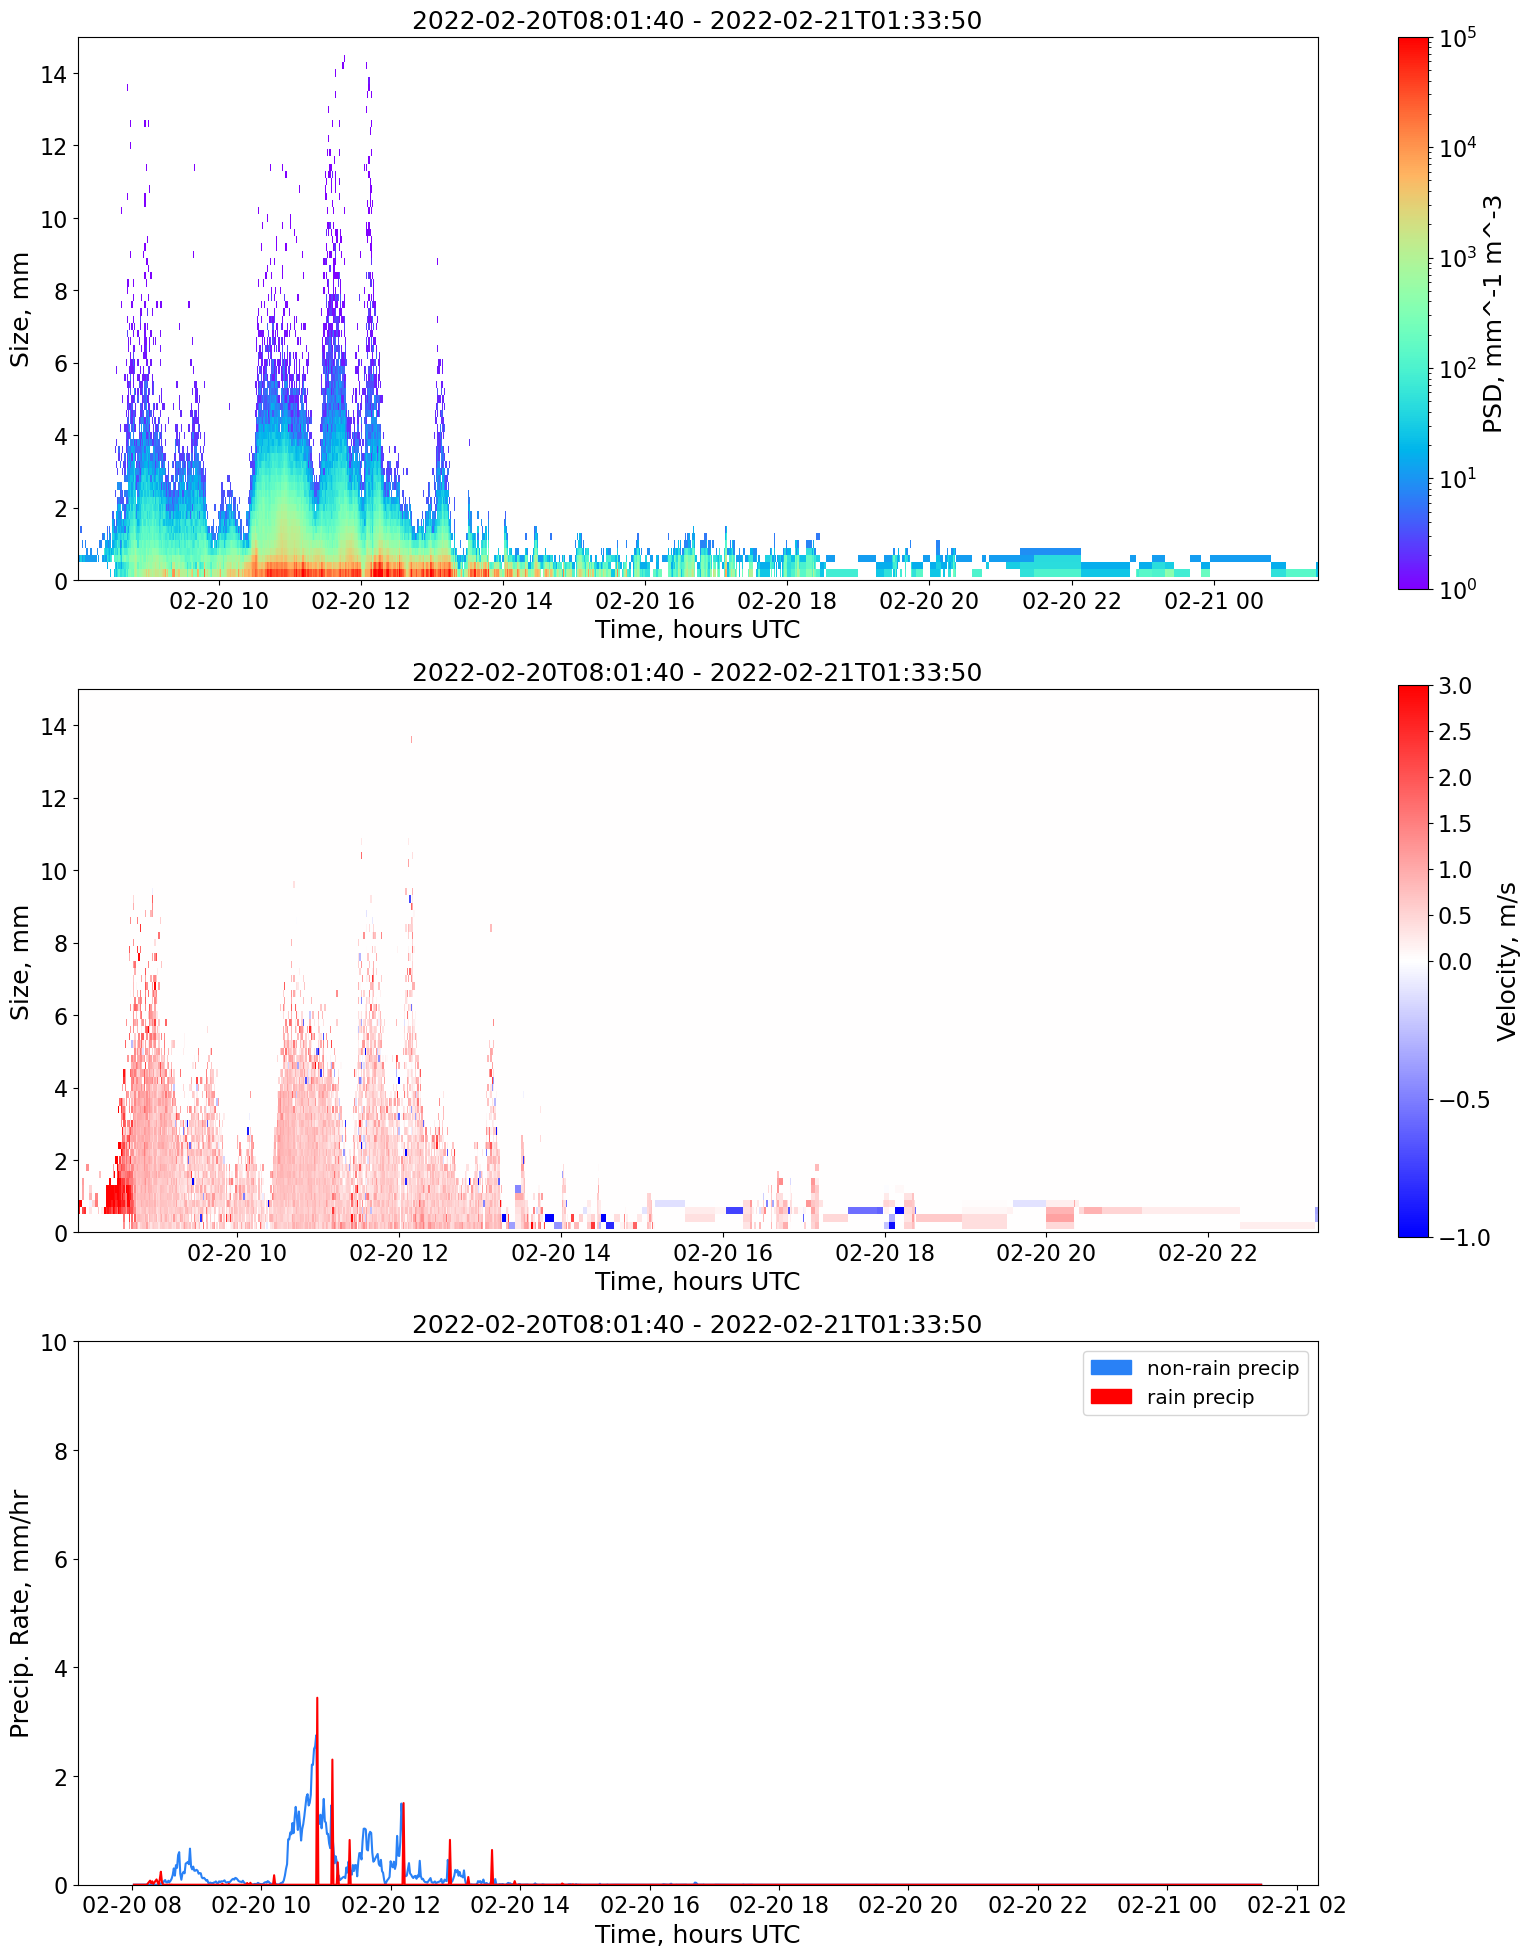 2022-02-20T08:01:40 - 2022-02-21T01:33:50
Size, mm
14
12
10
8
6
4
2
0
02-20 10 02-20 12 02-20 14 02-20 16 02-20 18 02-20 20 02-20 22 02-21 00
Time, hours UTC
10^5
10^4
10^3
10^2
10^1
10^0
PSD, mm^-1 m^-3
2022-02-20T08:01:40 - 2022-02-21T01:33:50
Size, mm
14
12
10
8
6
4
2
0
02-20 10 02-20 12 02-20 14 02-20 16 02-20 18 02-20 20 02-20 22
Time, hours UTC
3.0
2.5
2.0
1.5
1.0
0.5
0.0
−0.5
−1.0
Velocity, m/s
2022-02-20T08:01:40 - 2022-02-21T01:33:50
Precip. Rate, mm/hr
10
8
6
4
2
0
non-rain precip
rain precip
02-20 08 02-20 10 02-20 12 02-20 14 02-20 16 02-20 18 02-20 20 02-20 22 02-21 00 02-21 02
Time, hours UTC